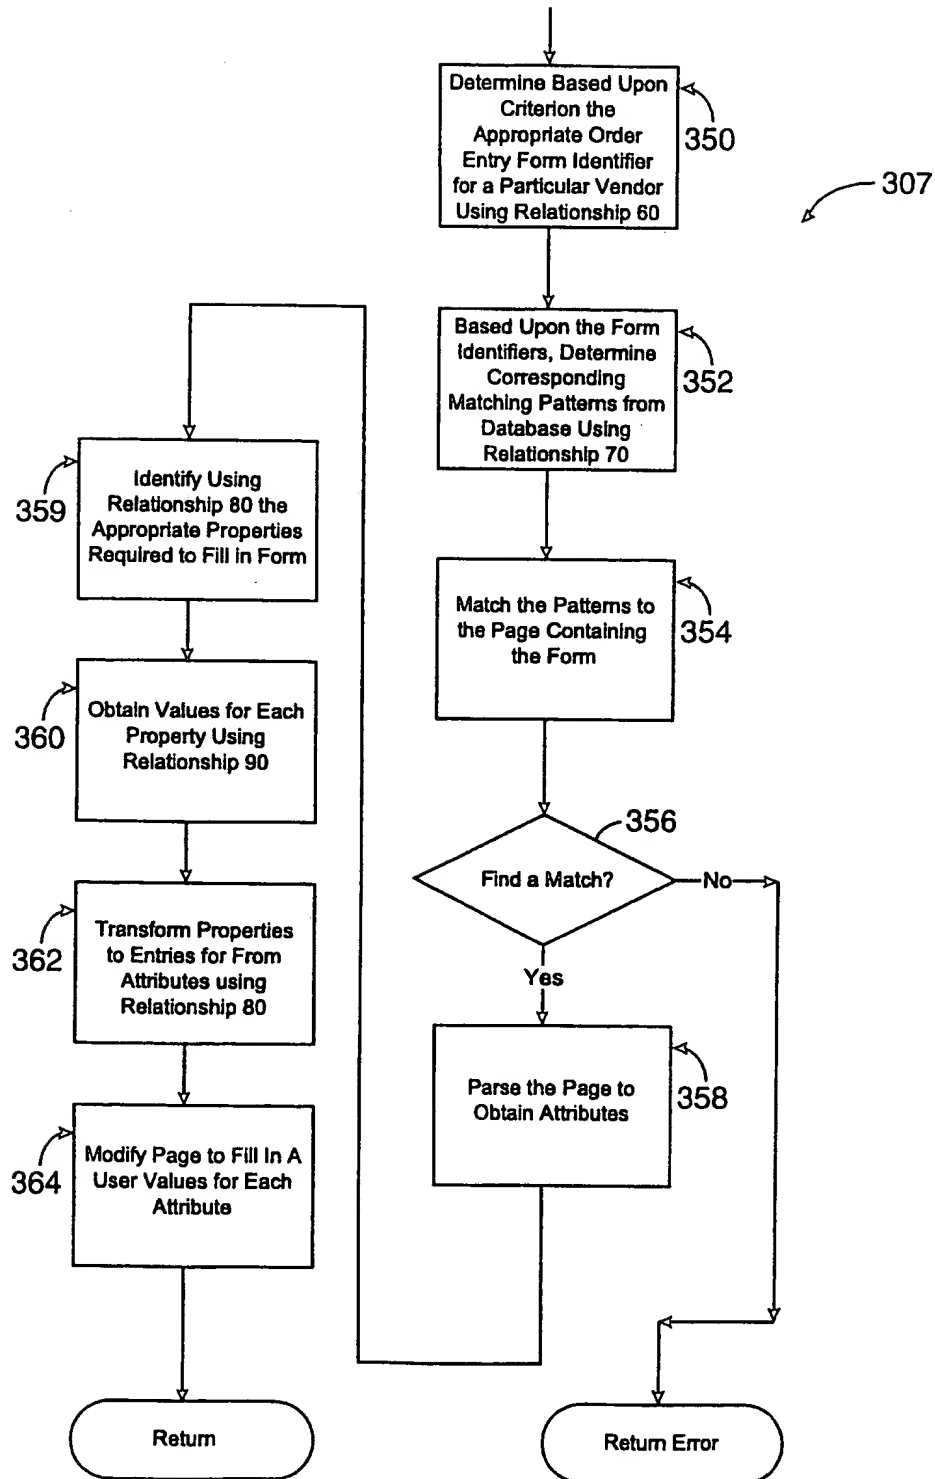 Determine Based Upon
Criterion the
Appropriate Order
Entry Form Identifier
for a Particular Vendor
Using Relationship 60
350
307
Based Upon the Form
Identifiers, Determine
Corresponding
Matching Patterns from
Database Using
Relationship 70
352
Match the Patterns to
the Page Containing
the Form
354
Find a Match?
356
No
Yes
Parse the Page to
Obtain Attributes
358
Identify Using
Relationship 80 the
Appropriate Properties
Required to Fill in Form
359
Obtain Values for Each
Property Using
Relationship 90
360
Transform Properties
to Entries for From
Attributes using
Relationship 80
362
Modify Page to Fill In A
User Values for Each
Attribute
364
Return
Return Error